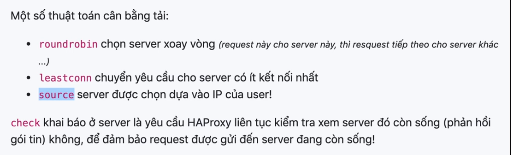 Một số thuật toán cân bằng tải:
roundrobin chọn server xoay vòng (request này cho server này, thì resquest tiếp theo cho server khác
...)
leastconn chuyển yêu cầu cho server có ít kết nối nhất
source server được chọn dựa vào IP của user!
check khai báo ở server là yêu cầu HAProxy liên tục kiểm tra xem server đó còn sống (phản hồi
gói tin) không, để đảm bảo request được gửi đến server đang còn sống!